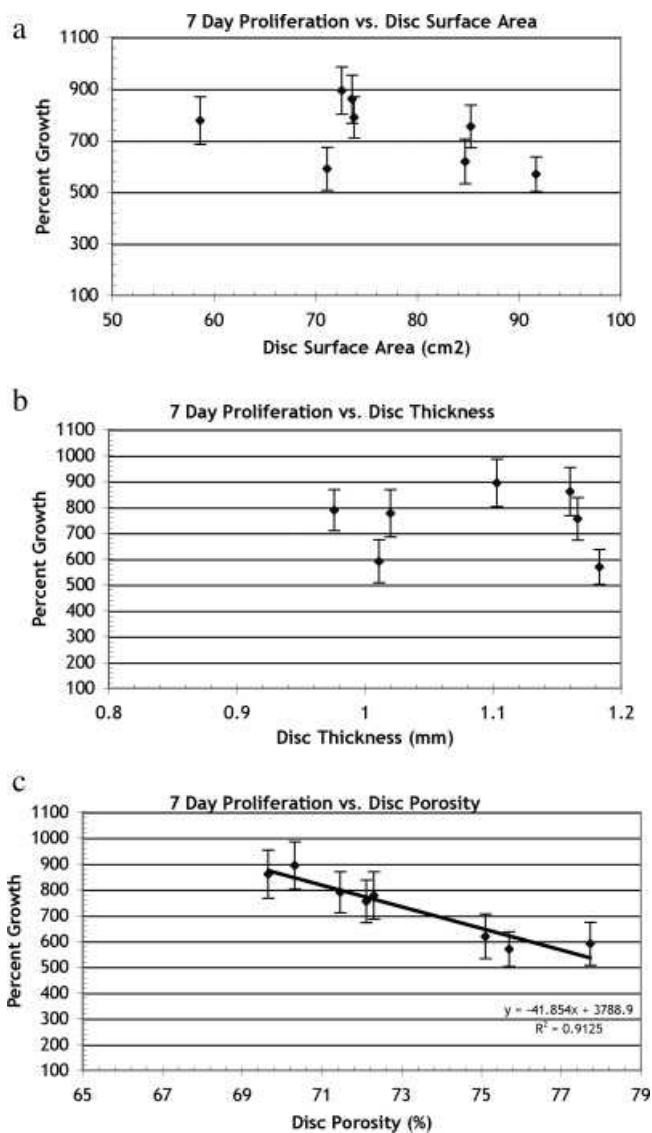 a
7 Day Proliferation vs. Disc Surface Area
1100
900
700
500
300
100
50 60 70 80 90 100
Percent Growth
Disc Surface Area (cm2)
b
7 Day Proliferation vs. Disc Thickness
1100
1000
900
800
700
600
500
400
300
200
100
0.8 0.9 1 1.1 1.2
Percent Growth
Disc Thickness (mm)
c
7 Day Proliferation vs. Disc Porosity
1100
1000
900
800
700
600
500
400
300
200
100
y = -41.854x + 3788.9
R² = 0.9125
65 67 69 71 73 75 77 79
Percent Growth
Disc Porosity (%)